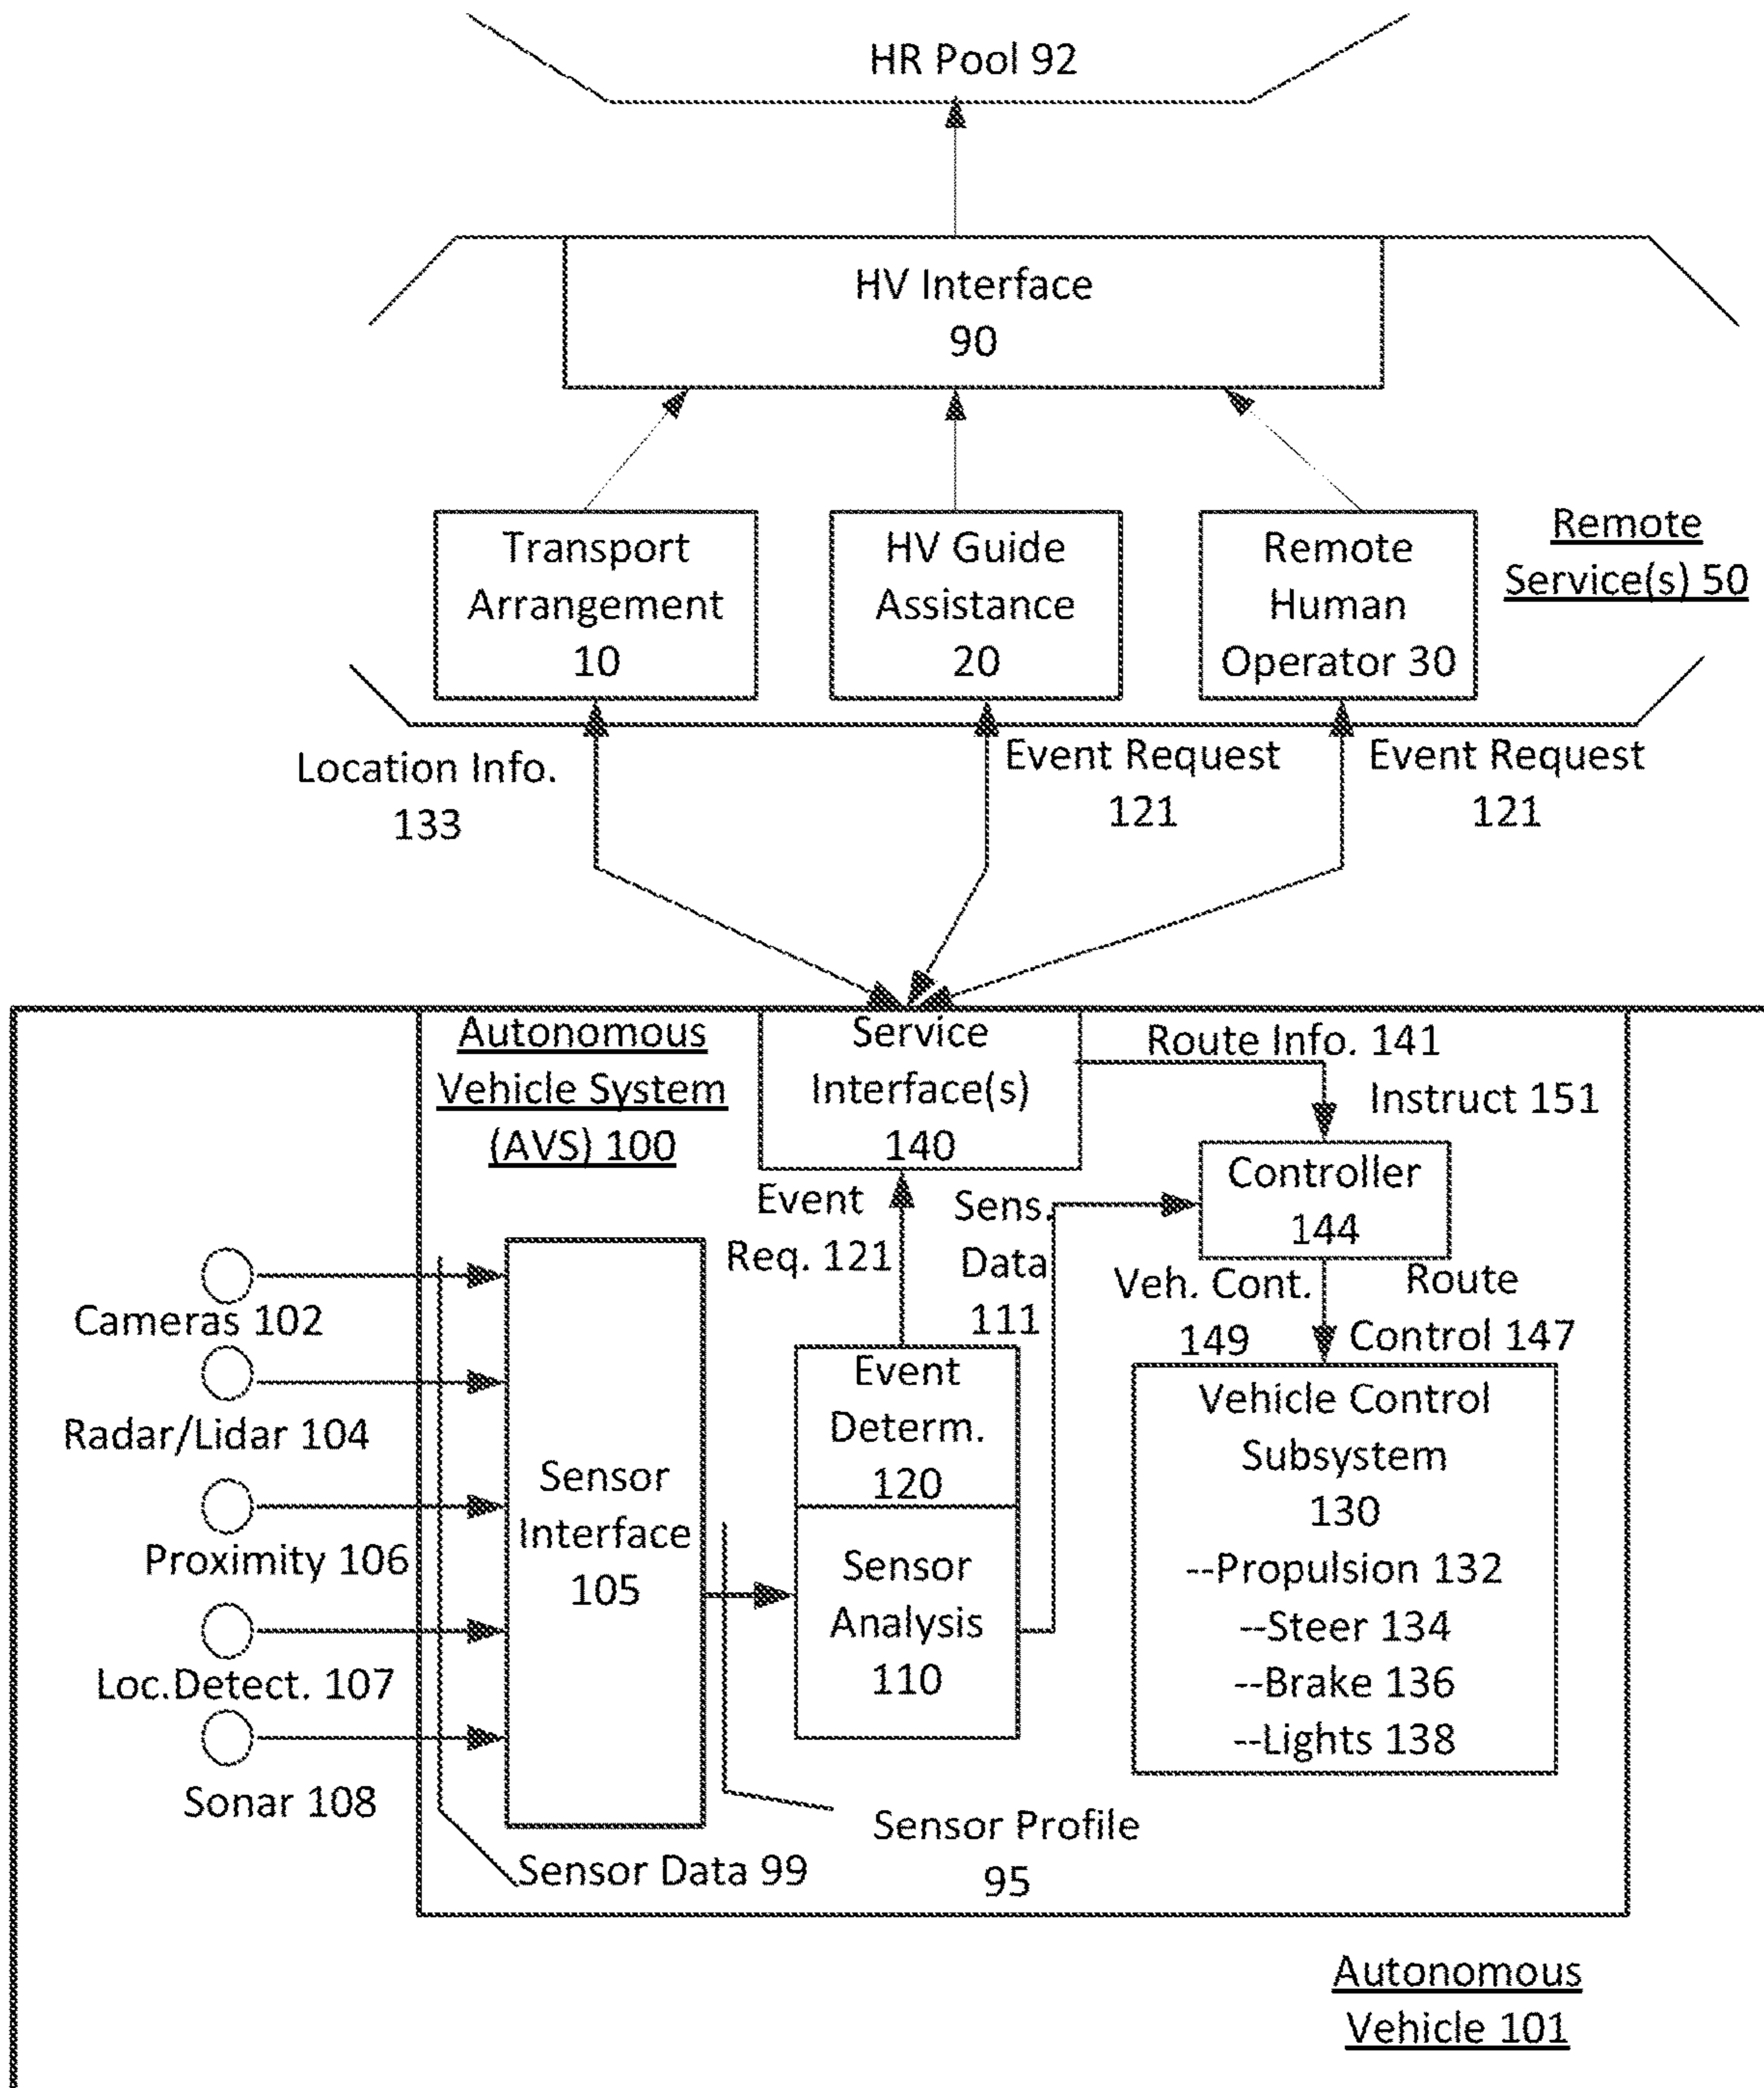 HR Pool 92
HV Interface
90
Transport
Arrangement
10
HV Guide
Assistance
20
Remote
Human
Operator 30
Remote
Service(s) 50
Location Info.
133
Event Request
121
Event Request
121
Autonomous
Vehicle System
(AVS) 100
Service
Interface(s)
140
Route Info. 141
Instruct 151
Controller
144
Event
Req. 121
Sens.
Data
111
Veh. Cont.
149
Route
Control 147
Cameras 102
Radar/Lidar 104
Proximity 106
Loc.Detect. 107
Sonar 108
Sensor
Interface
105
Event
Determ.
120
Sensor
Analysis
110
Vehicle Control
Subsystem
130
--Propulsion 132
--Steer 134
--Brake 136
--Lights 138
Sensor Data 99
Sensor Profile
95
Autonomous
Vehicle 101